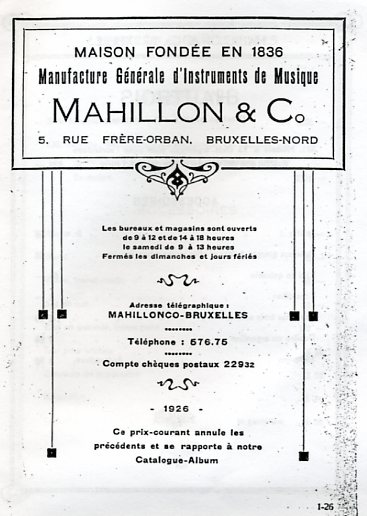 MAISON FONDÉE EN 1836
Manufacture Générale d'Instruments de Musique
MAHILLON & Co
5, RUE FRÈRE-ORBAN, BRUXELLES-NORD
Les bureaux et magasins sont ouverts
de 9 à 12 et de 14 à 18 heures
le samedi de 9 à 13 heures
Fermés les dimanches et jours fériés
Adresse télégraphique :
MAHILLONCO-BRUXELLES
Téléphone : 576.75
Compte chèques postaux 22932
- 1926 -
Ce prix-courant annule les
précédents et se rapporte à notre
Catalogue-Album
1-26